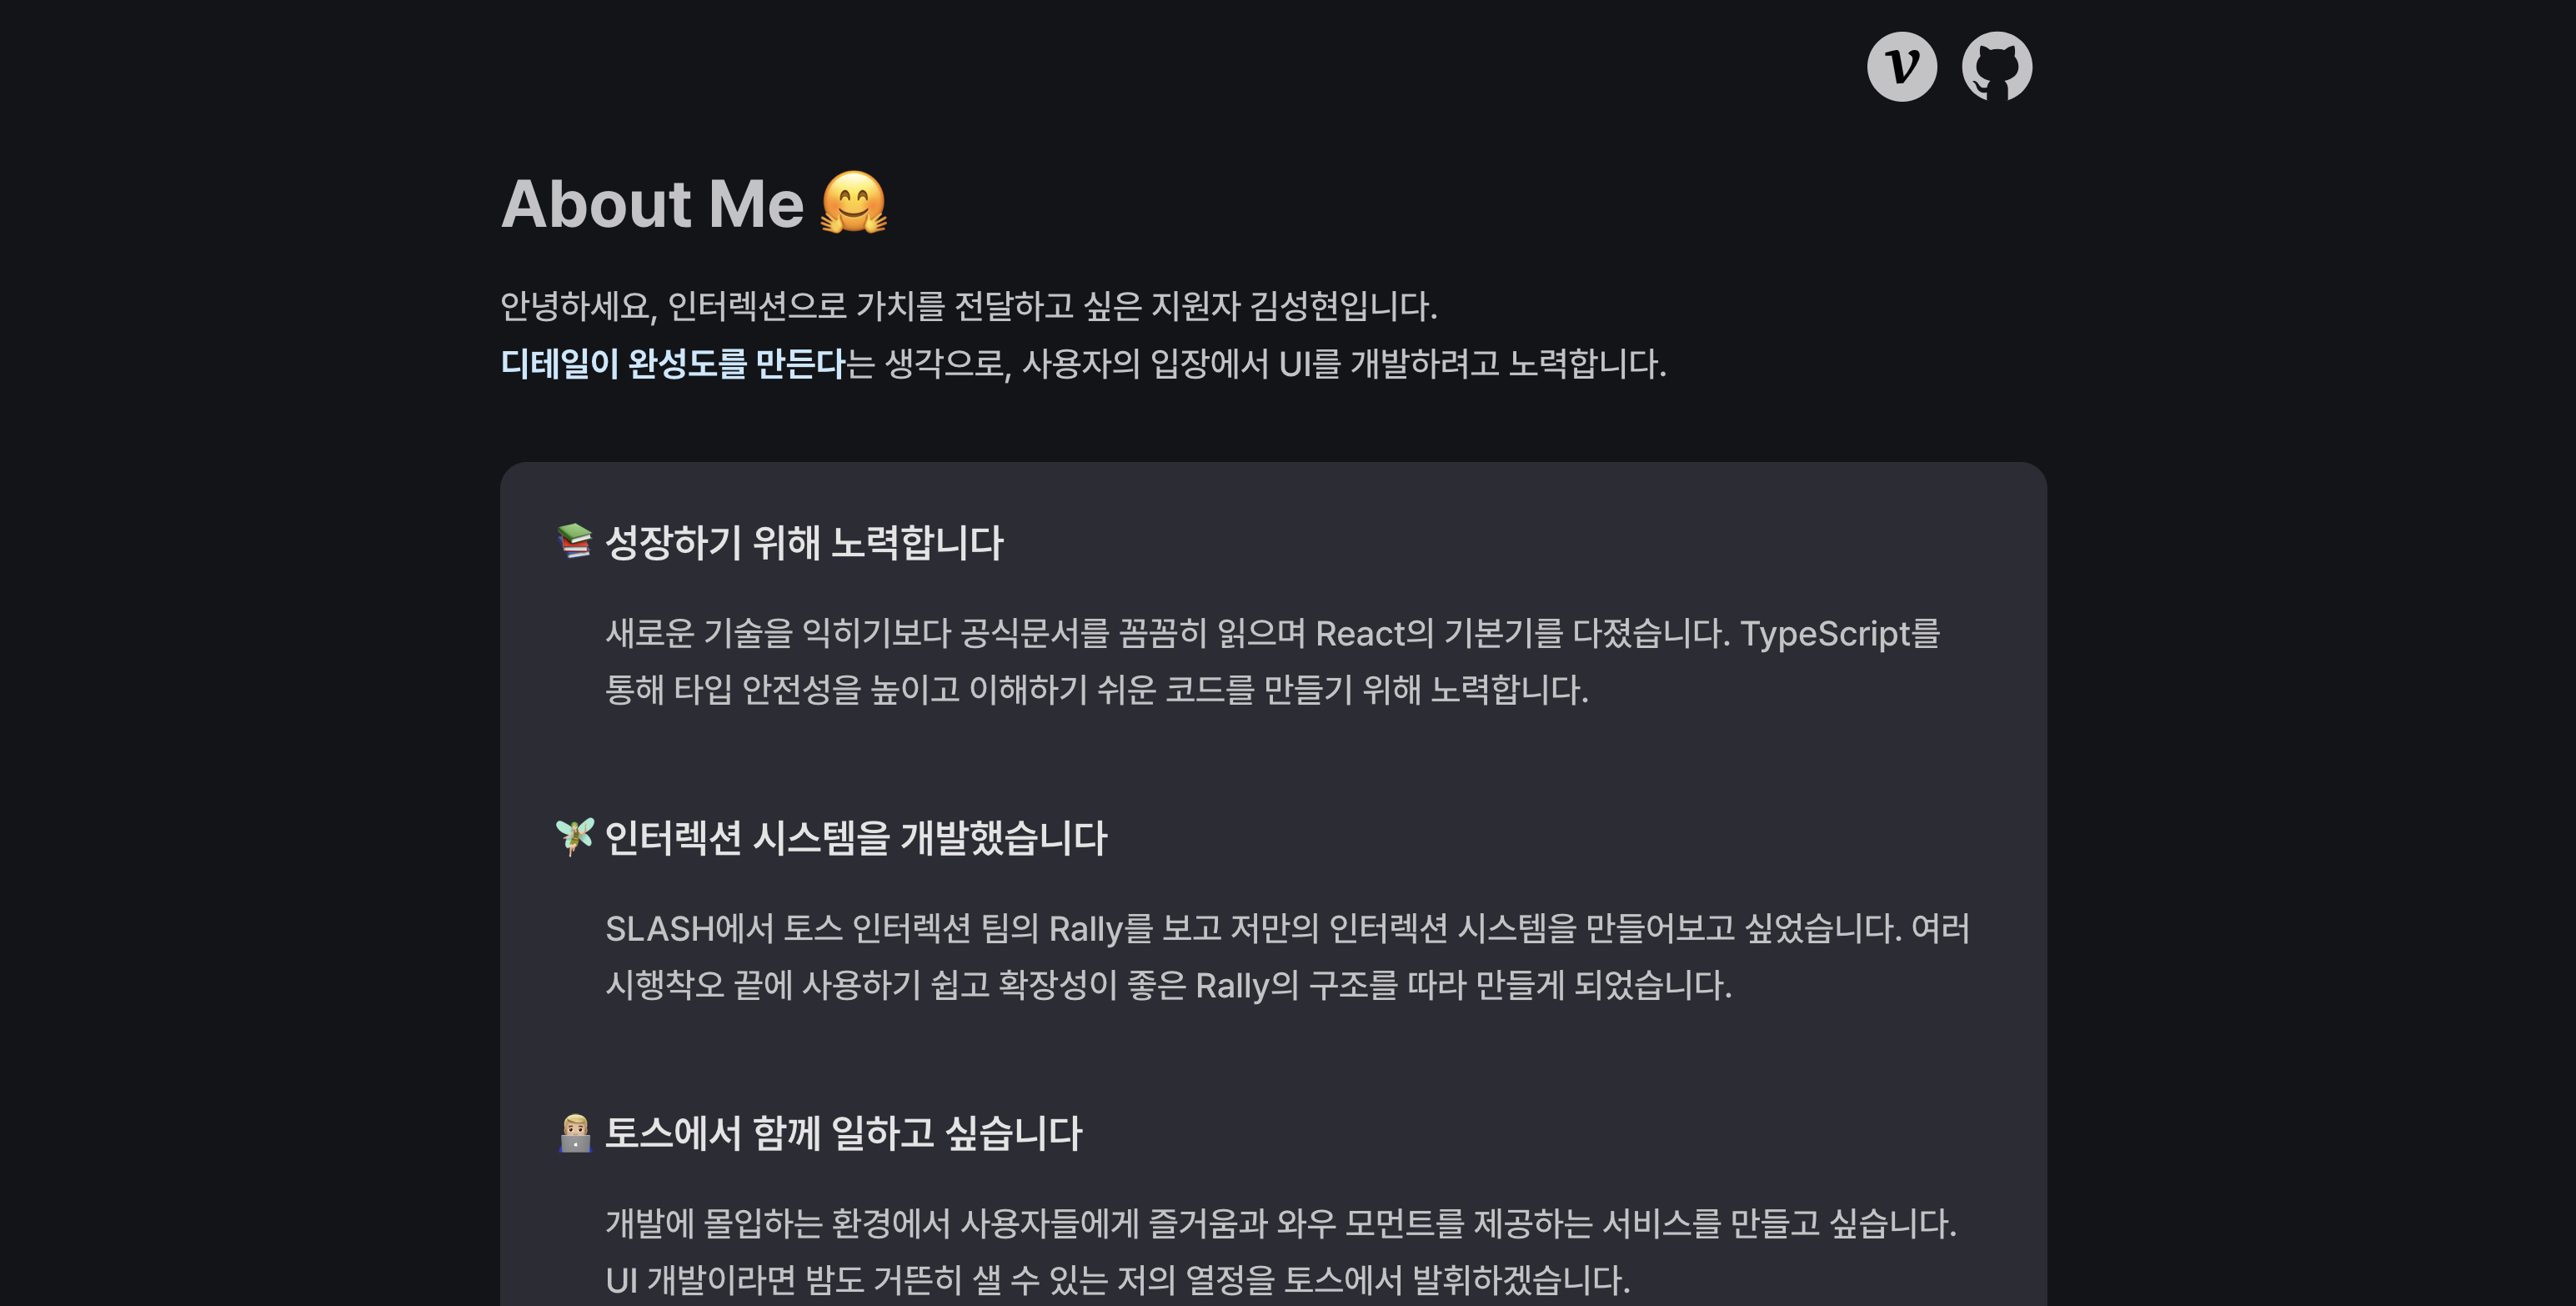 v
About Me 🤗
안녕하세요, 인터렉션으로 가치를 전달하고 싶은 지원자 김성현입니다.
디테일이 완성도를 만든다는 생각으로, 사용자의 입장에서 UI를 개발하려고 노력합니다.
📚 성장하기 위해 노력합니다
새로운 기술을 익히기보다 공식문서를 꼼꼼히 읽으며 React의 기본기를 다졌습니다. TypeScript를
통해 타입 안전성을 높이고 이해하기 쉬운 코드를 만들기 위해 노력합니다.
🧚🏼 인터렉션 시스템을 개발했습니다
SLASH에서 토스 인터렉션 팀의 Rally를 보고 저만의 인터렉션 시스템을 만들어보고 싶었습니다. 여러
시행착오 끝에 사용하기 쉽고 확장성이 좋은 Rally의 구조를 따라 만들게 되었습니다.
👨🏼‍💻 토스에서 함께 일하고 싶습니다
개발에 몰입하는 환경에서 사용자들에게 즐거움과 와우 모먼트를 제공하는 서비스를 만들고 싶습니다.
UI 개발이라면 밤도 거뜬히 샐 수 있는 저의 열정을 토스에서 발휘하겠습니다.